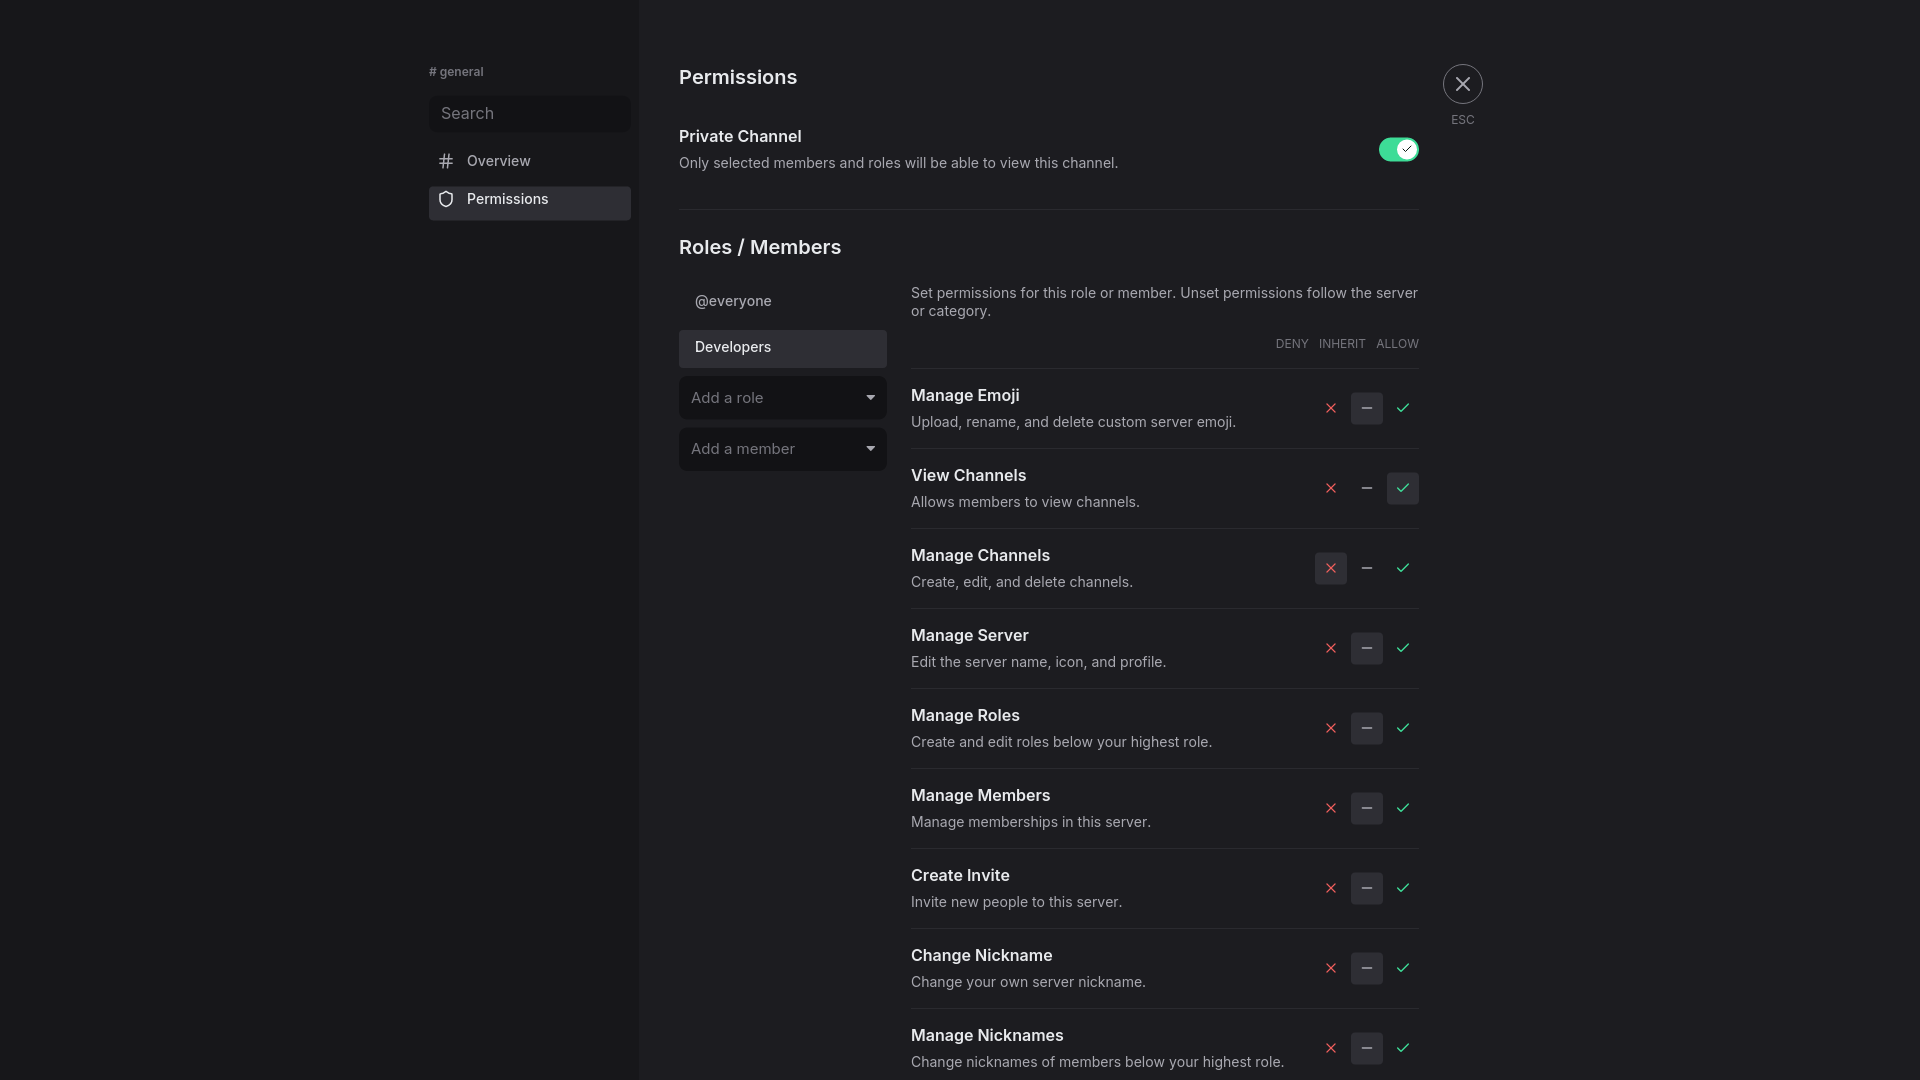 # general
Search
Overview
Permissions
Permissions
Private Channel
Only selected members and roles will be able to view this channel.
ESC
Roles / Members
@everyone
Developers
Add a role
Add a member
Set permissions for this role or member. Unset permissions follow the server
or category.
DENY INHERIT ALLOW
Manage Emoji
Upload, rename, and delete custom server emoji.
View Channels
Allows members to view channels.
Manage Channels
Create, edit, and delete channels.
Manage Server
Edit the server name, icon, and profile.
Manage Roles
Create and edit roles below your highest role.
Manage Members
Manage memberships in this server.
Create Invite
Invite new people to this server.
Change Nickname
Change your own server nickname.
Manage Nicknames
Change nicknames of members below your highest role.